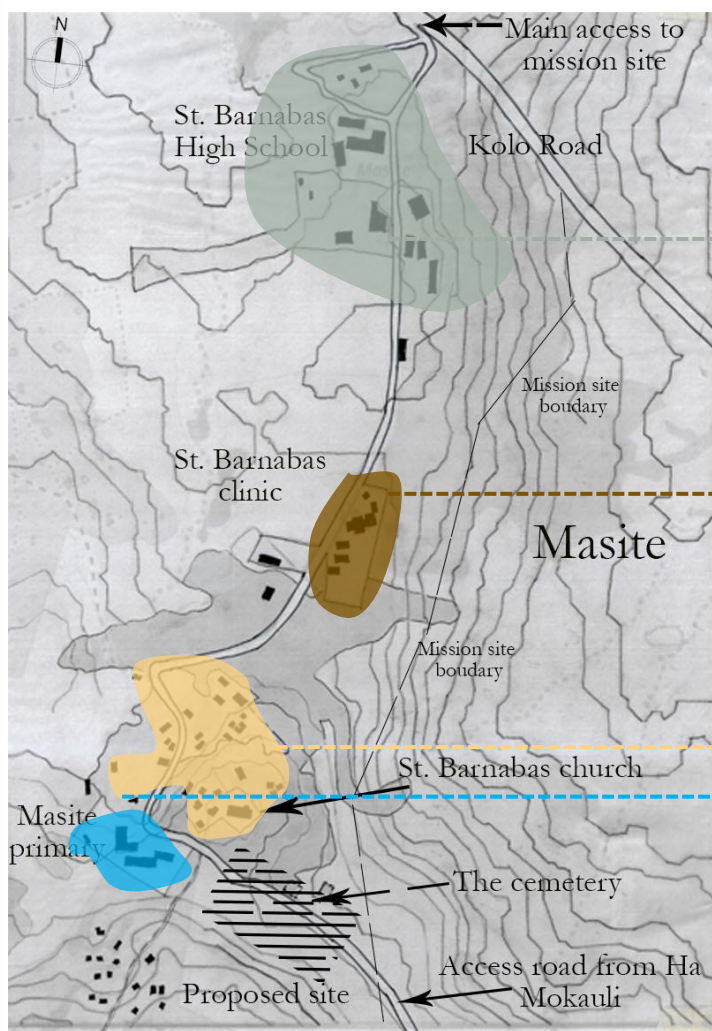 N
Main access to
mission site
St. Barnabas
High School
Kolo Road
Mission site
boudary
St. Barnabas
clinic
Masite
Mission site
boudary
St. Barnabas church
Masite
primary
The cemetery
Access road from Ha
Mokauli
Proposed site